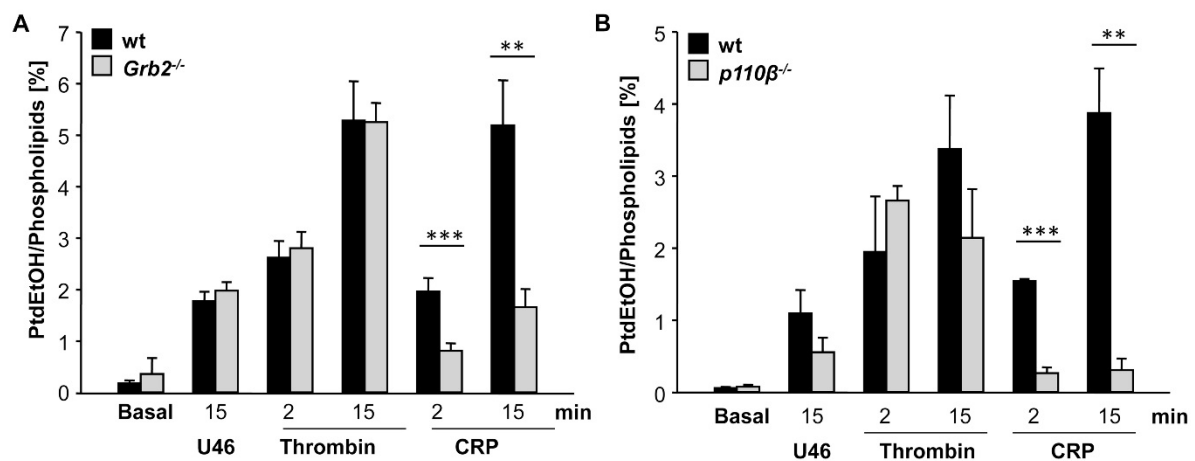 A
PtdEtOH/Phospholipids [%]
7
6
5
4
3
2
1
0
wt
Grb2-/-
***
**
Basal 15 2 15 2 15 min
U46 Thrombin CRP
B
PtdEtOH/Phospholipids [%]
5
4
3
2
1
0
wt
p110β-/-
***
**
Basal 15 2 15 2 15 min
U46 Thrombin CRP